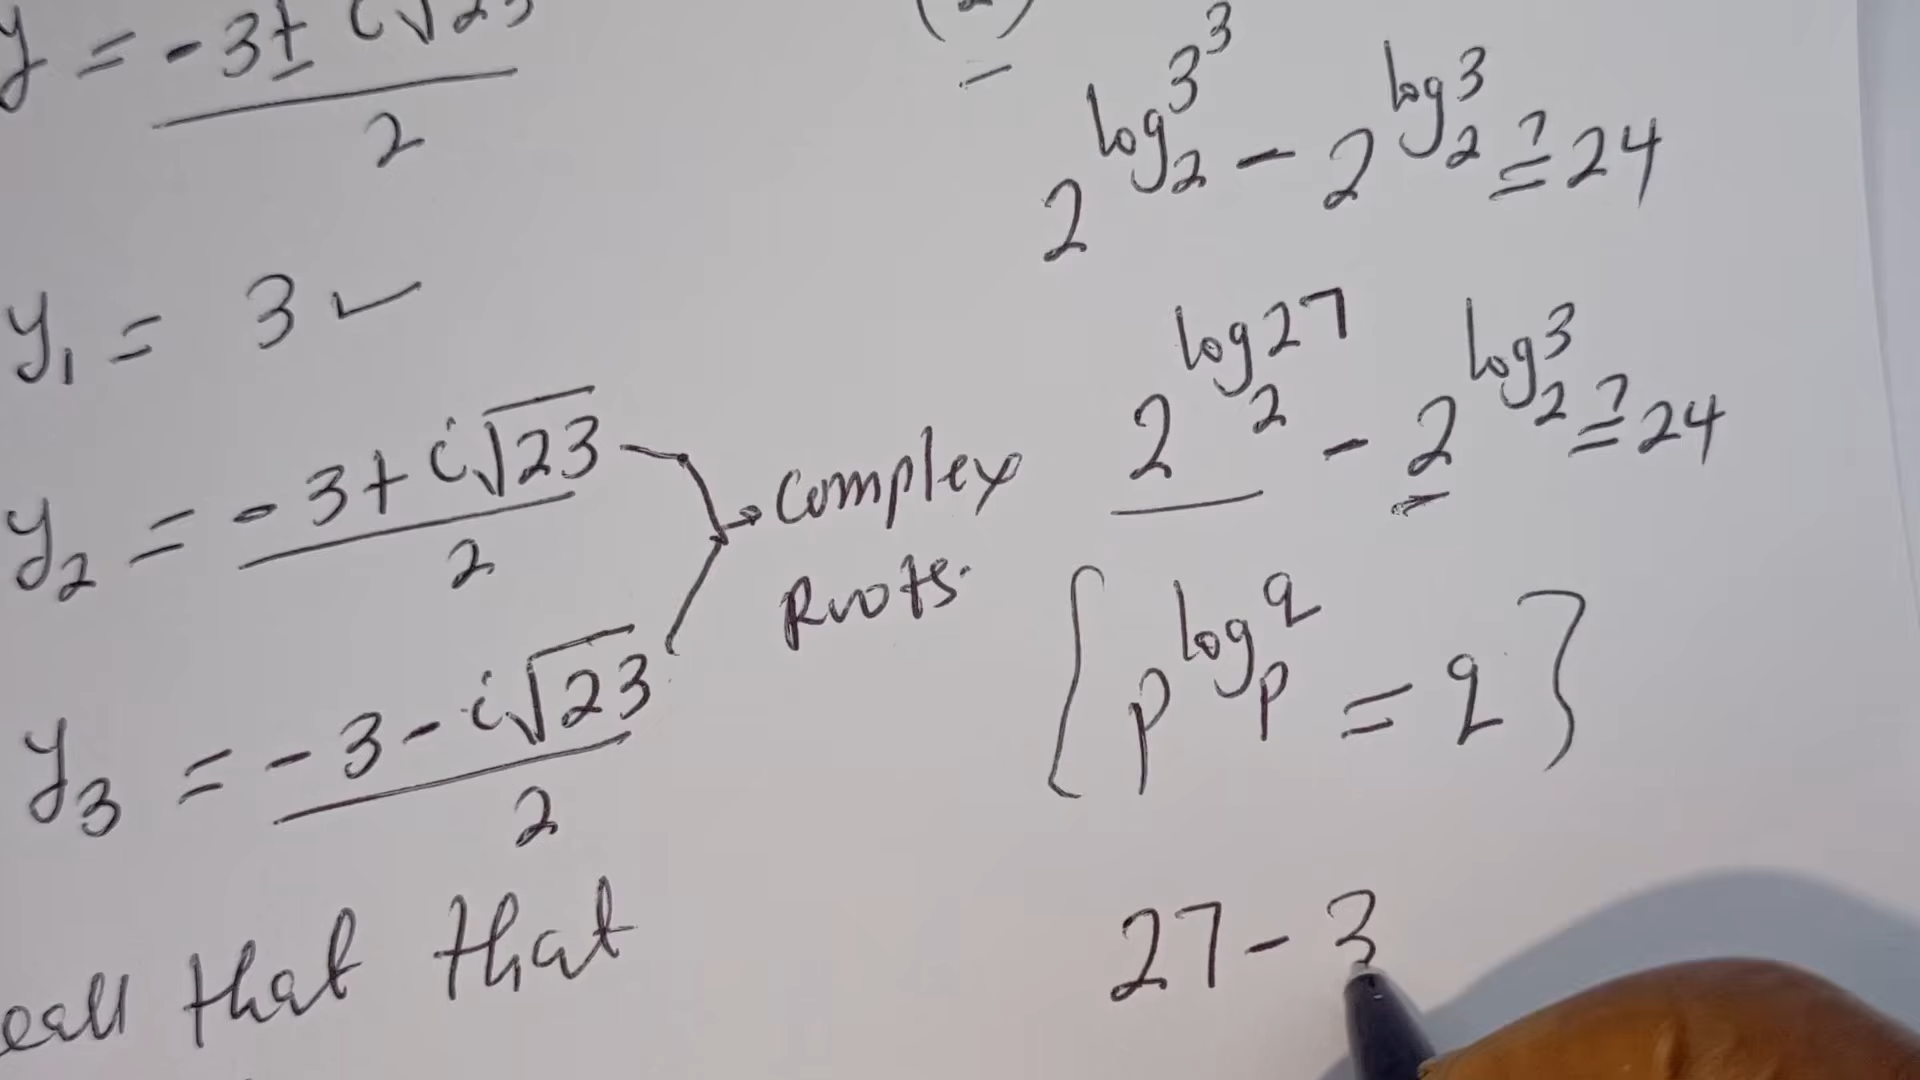 y = -3 ± i√23 / 2
y₁ = 3 ✓
y₂ = -3 + i√23 / 2
y₃ = -3 - i√23 / 2
→ Complex
Roots.
eall that that
2^(log₂ 3³) - 2^(log₂ 3) ≟ 24
2^(log₂ 27) - 2^(log₂ 3) ≟ 24
{ p^(log_p q) = q }
27 - 3